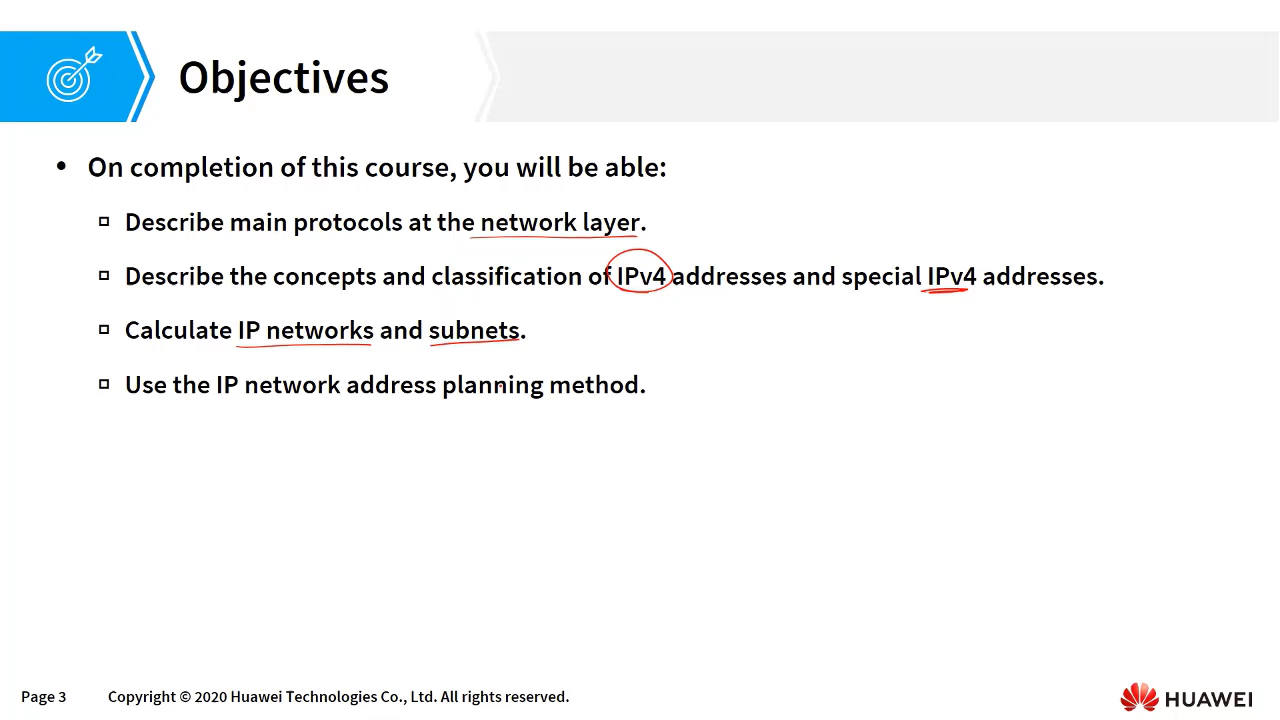 Objectives
• On completion of this course, you will be able:
▫ Describe main protocols at the network layer.
▫ Describe the concepts and classification of IPv4 addresses and special IPv4 addresses.
▫ Calculate IP networks and subnets.
▫ Use the IP network address planning method.
Page 3 Copyright © 2020 Huawei Technologies Co., Ltd. All rights reserved.
HUAWEI